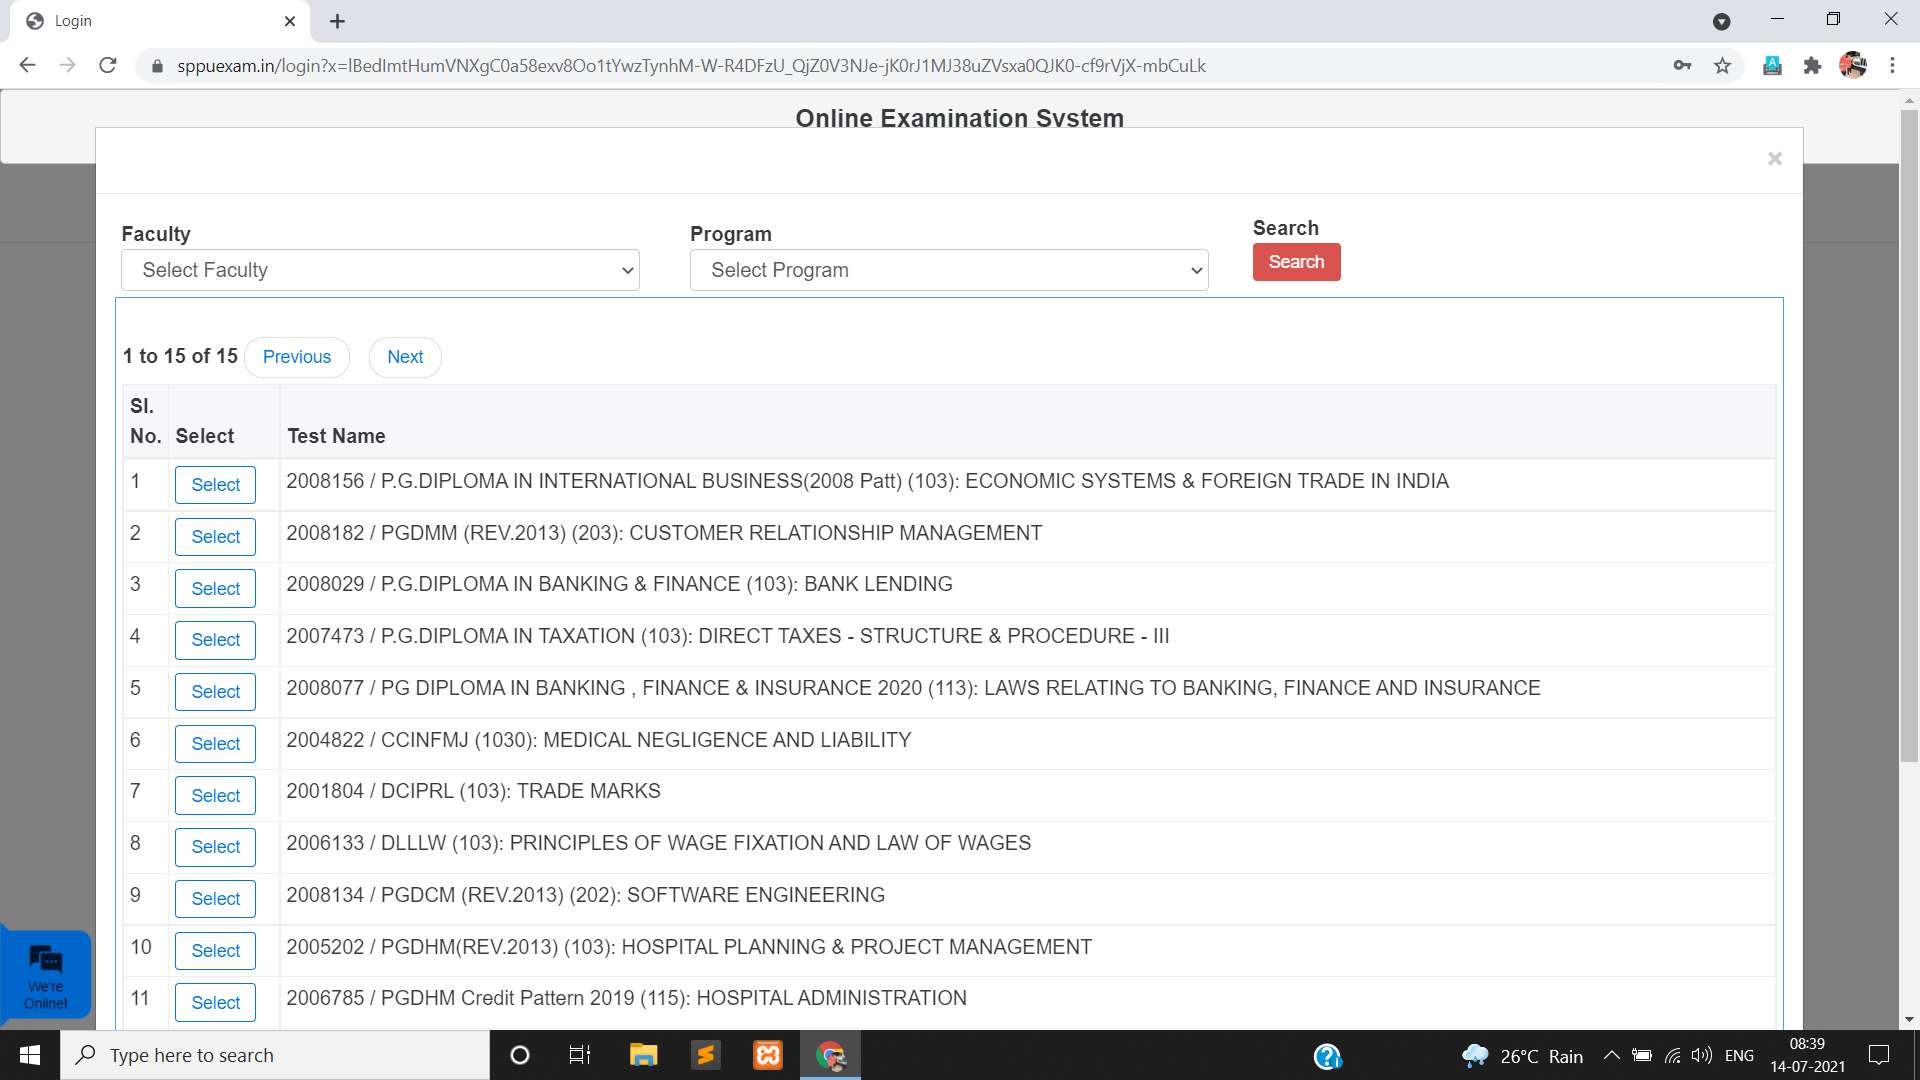 Login
sppuexam.in/login?x=lBedImtHumVNXgC0a58exv8Oo1tYwzTynhM-W-R4DFzU_QjZ0V3NJe-jK0rJ1MJ38uZVsxa0QJK0-cf9rVjX-mbCuLk
Online Examination System
×
Faculty Program Search
Select Faculty Select Program Search
1 to 15 of 15 Previous Next
Sl.
No. Select Test Name
1 Select 2008156 / P.G.DIPLOMA IN INTERNATIONAL BUSINESS(2008 Patt) (103): ECONOMIC SYSTEMS & FOREIGN TRADE IN INDIA
2 Select 2008182 / PGDMM (REV.2013) (203): CUSTOMER RELATIONSHIP MANAGEMENT
3 Select 2008029 / P.G.DIPLOMA IN BANKING & FINANCE (103): BANK LENDING
4 Select 2007473 / P.G.DIPLOMA IN TAXATION (103): DIRECT TAXES - STRUCTURE & PROCEDURE - III
5 Select 2008077 / PG DIPLOMA IN BANKING , FINANCE & INSURANCE 2020 (113): LAWS RELATING TO BANKING, FINANCE AND INSURANCE
6 Select 2004822 / CCINFMJ (1030): MEDICAL NEGLIGENCE AND LIABILITY
7 Select 2001804 / DCIPRL (103): TRADE MARKS
8 Select 2006133 / DLLLW (103): PRINCIPLES OF WAGE FIXATION AND LAW OF WAGES
9 Select 2008134 / PGDCM (REV.2013) (202): SOFTWARE ENGINEERING
10 Select 2005202 / PGDHM(REV.2013) (103): HOSPITAL PLANNING & PROJECT MANAGEMENT
11 Select 2006785 / PGDHM Credit Pattern 2019 (115): HOSPITAL ADMINISTRATION
We're
Online!
Type here to search
26°C Rain
ENG
08:39
14-07-2021